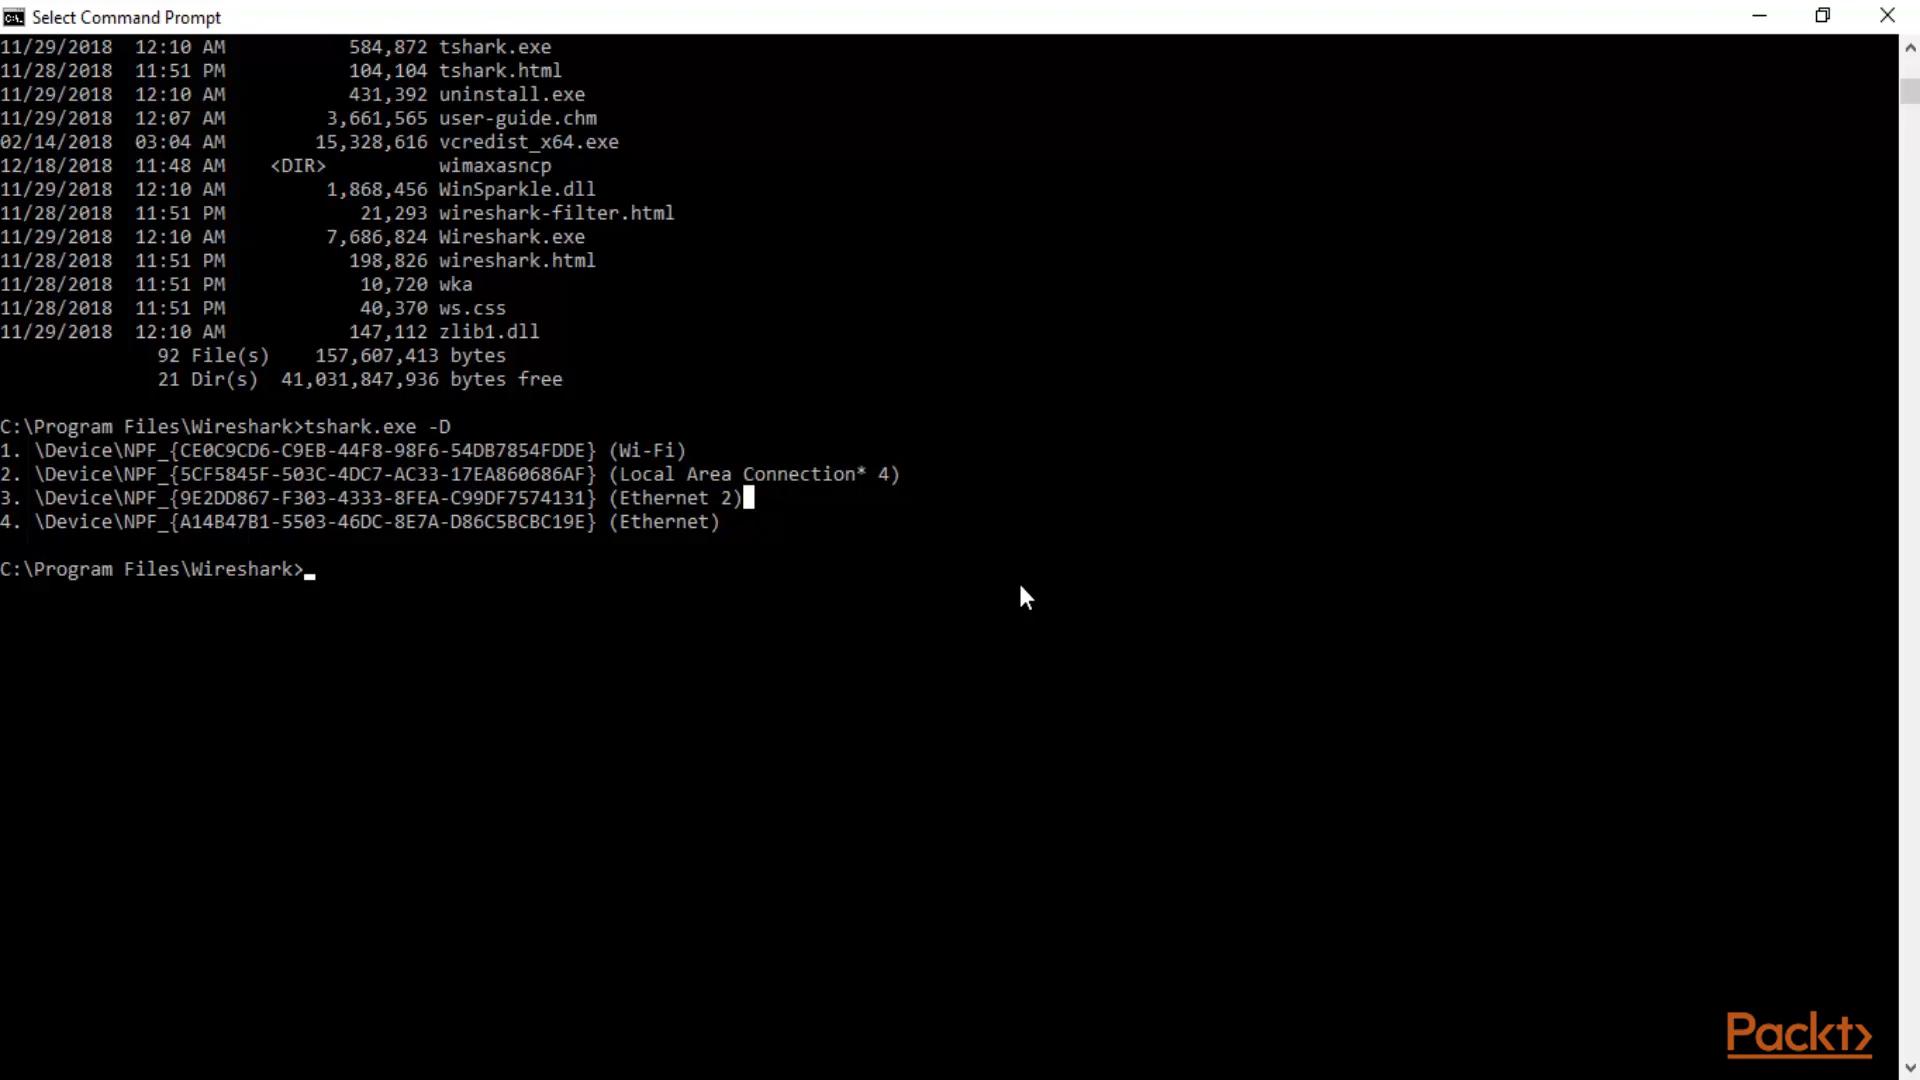 Select Command Prompt
11/29/2018  12:10 AM           584,872 tshark.exe
11/28/2018  11:51 PM           104,104 tshark.html
11/29/2018  12:10 AM           431,392 uninstall.exe
11/29/2018  12:07 AM         3,661,565 user-guide.chm
02/14/2018  03:04 AM        15,328,616 vcredist_x64.exe
12/18/2018  11:48 AM    <DIR>          wimaxasncp
11/29/2018  12:10 AM         1,868,456 WinSparkle.dll
11/28/2018  11:51 PM            21,293 wireshark-filter.html
11/29/2018  12:10 AM         7,686,824 Wireshark.exe
11/28/2018  11:51 PM           198,826 wireshark.html
11/28/2018  11:51 PM            10,720 wka
11/28/2018  11:51 PM            40,370 ws.css
11/29/2018  12:10 AM           147,112 zlib1.dll
92 File(s)    157,607,413 bytes
21 Dir(s)  41,031,847,936 bytes free
C:\Program Files\Wireshark>tshark.exe -D
1. \Device\NPF_{CE0C9CD6-C9EB-44F8-98F6-54DB7854FDDE} (Wi-Fi)
2. \Device\NPF_{5CF5845F-503C-4DC7-AC33-17EA860686AF} (Local Area Connection* 4)
3. \Device\NPF_{9E2DD867-F303-4333-8FEA-C99DF7574131} (Ethernet 2)
4. \Device\NPF_{A14B47B1-5503-46DC-8E7A-D86C5BCBC19E} (Ethernet)
C:\Program Files\Wireshark>
Packt>